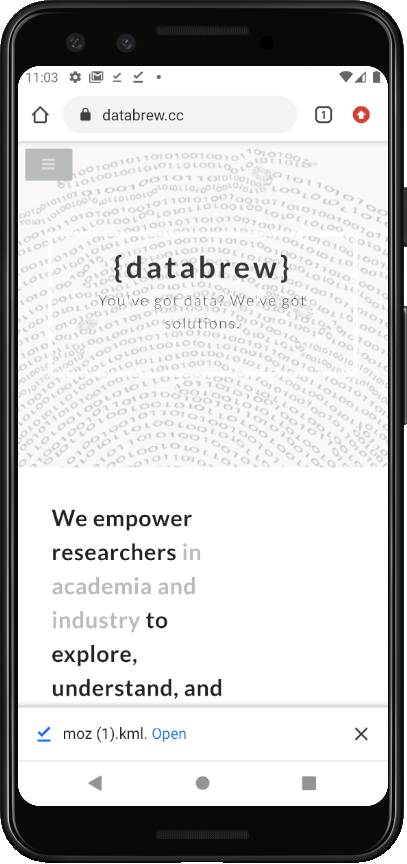 11:03
databrew.cc
1
{databrew}
You've got data? We've got
solutions.
We empower
researchers in
academia and
industry to
explore,
understand, and
moz (1).kml. Open